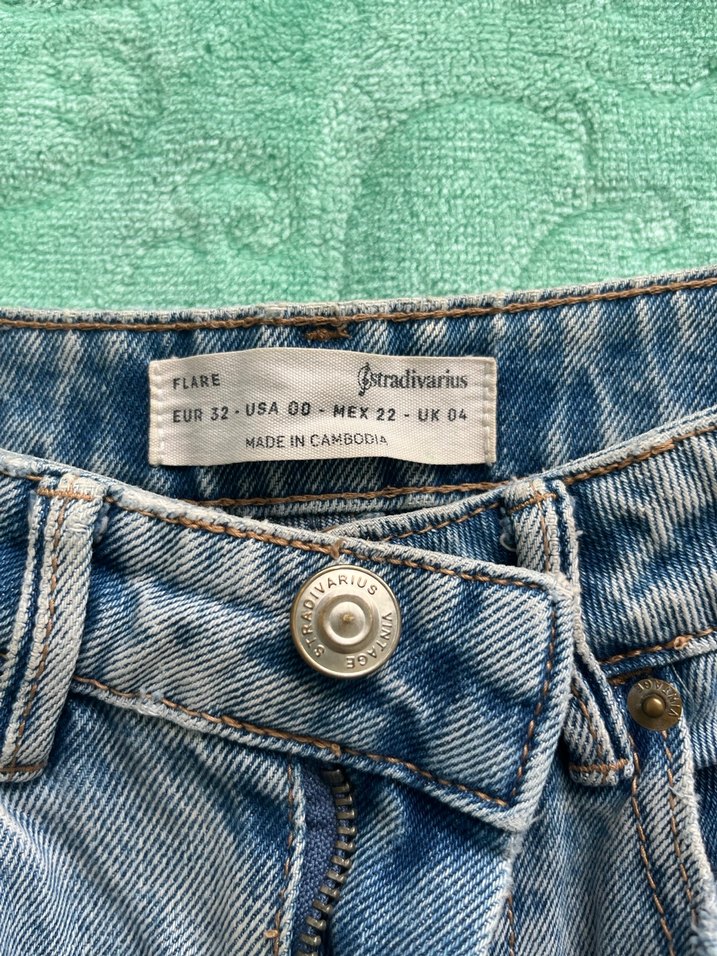 FLARE stradivarius
EUR 32 - USA 00 - MEX 22 - UK 04
MADE IN CAMBODIA
STRADIVARIUS VINTAGE